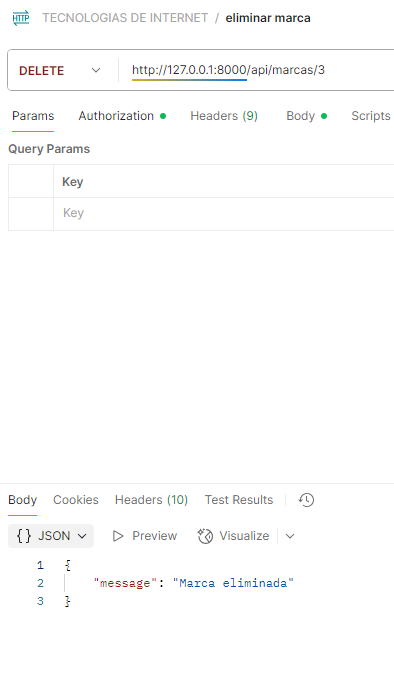 HTTP TECNOLOGIAS DE INTERNET / eliminar marca
DELETE http://127.0.0.1:8000/api/marcas/3
Params Authorization Headers (9) Body Scripts
Query Params
Key
Key
Body Cookies Headers (10) Test Results
{} JSON Preview Visualize
1 {
2 "message": "Marca eliminada"
3 }